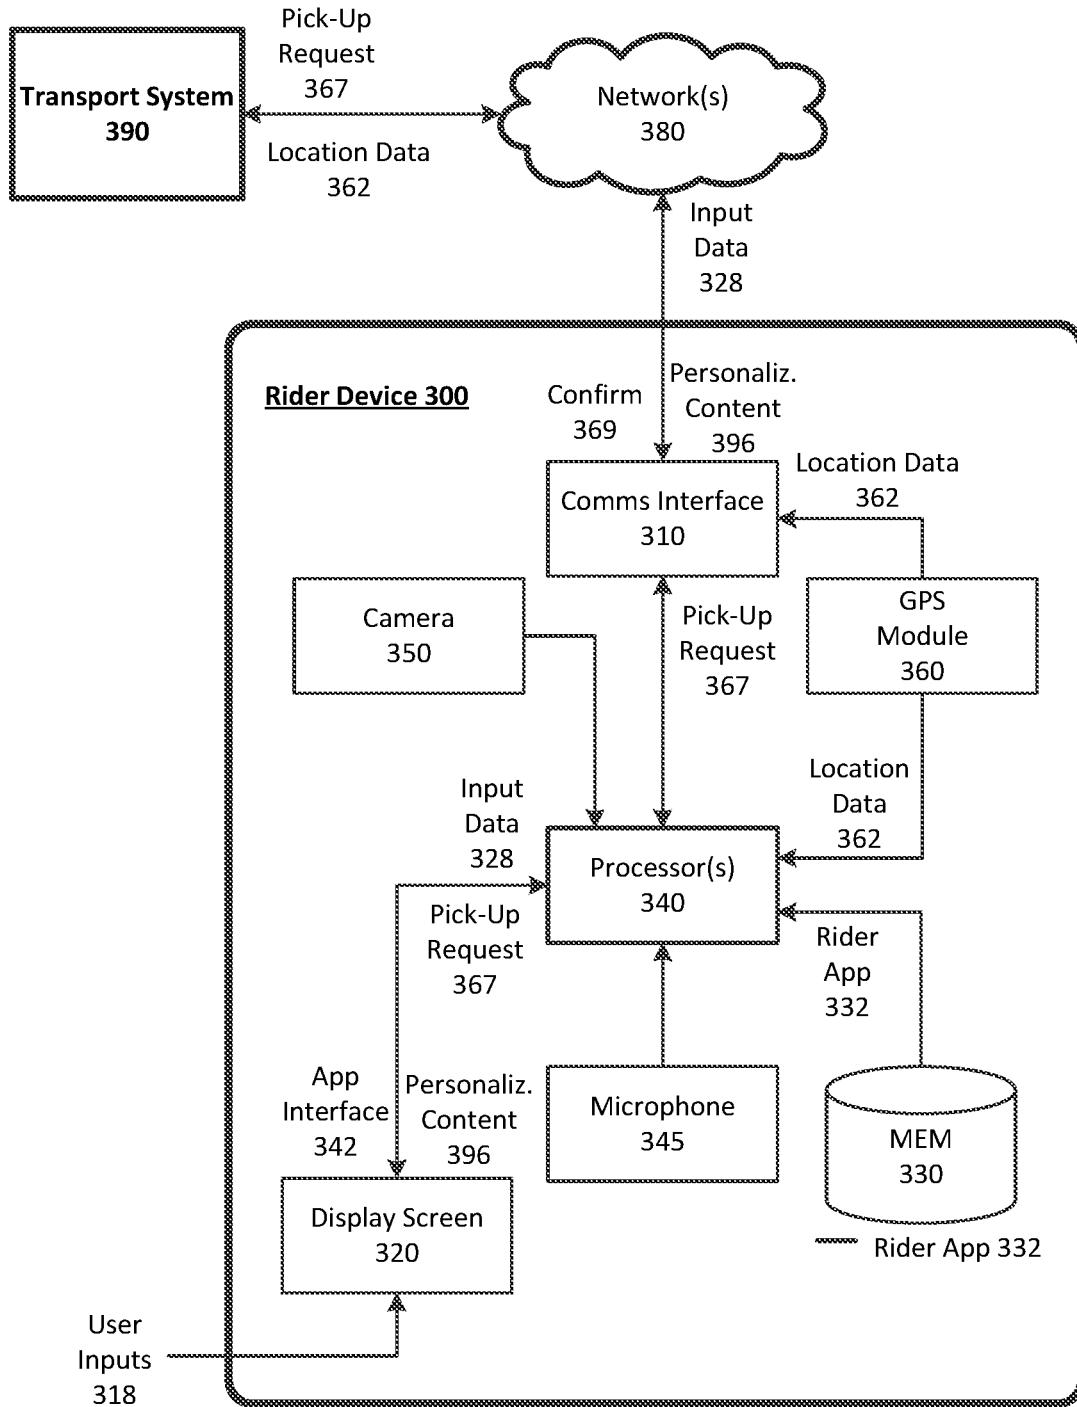 Pick-Up
Request
367
Transport System
390
Location Data
362
Network(s)
380
Input
Data
328
Rider Device 300
Confirm
369
Personaliz.
Content
396
Comms Interface
310
Location Data
362
Camera
350
Pick-Up
Request
367
GPS
Module
360
Location
Data
362
Input
Data
328
Processor(s)
340
Pick-Up
Request
367
Rider
App
332
App
Interface
342
Personaliz.
Content
396
Microphone
345
MEM
330
Display Screen
320
Rider App 332
User
Inputs
318